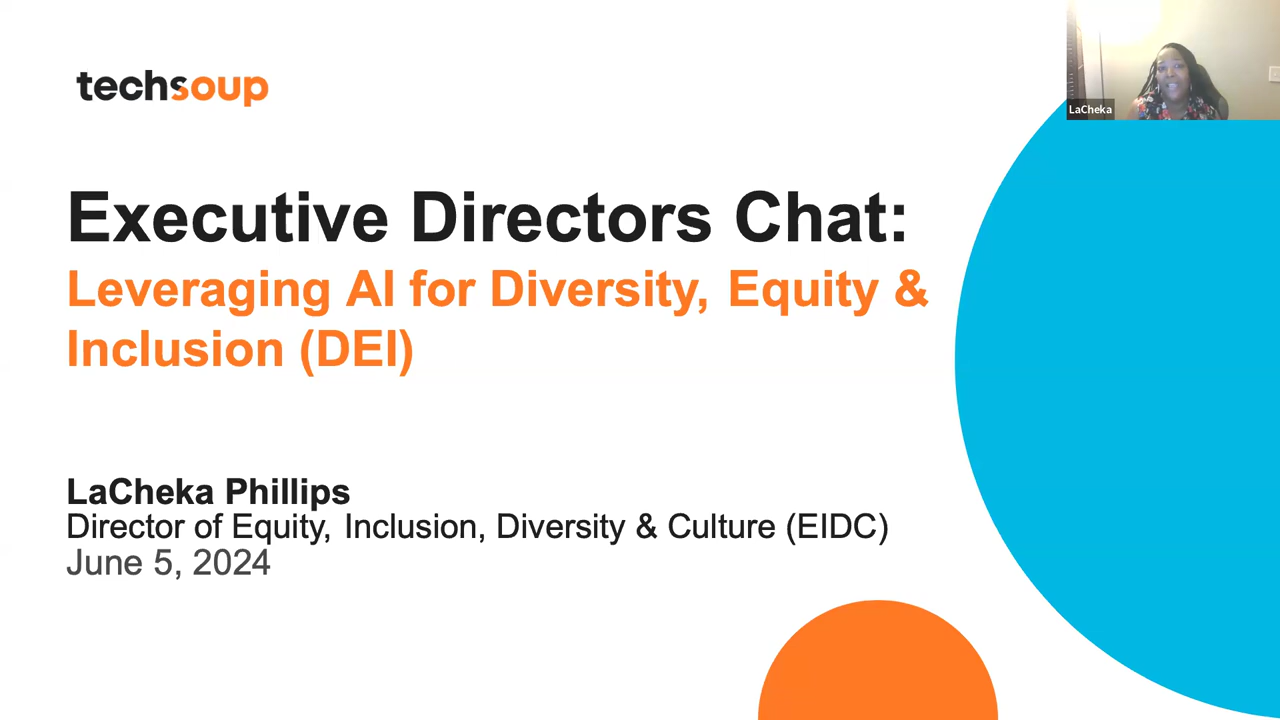 techsoup
LaCheka
Executive Directors Chat:
Leveraging AI for Diversity, Equity &
Inclusion (DEI)
LaCheka Phillips
Director of Equity, Inclusion, Diversity & Culture (EIDC)
June 5, 2024